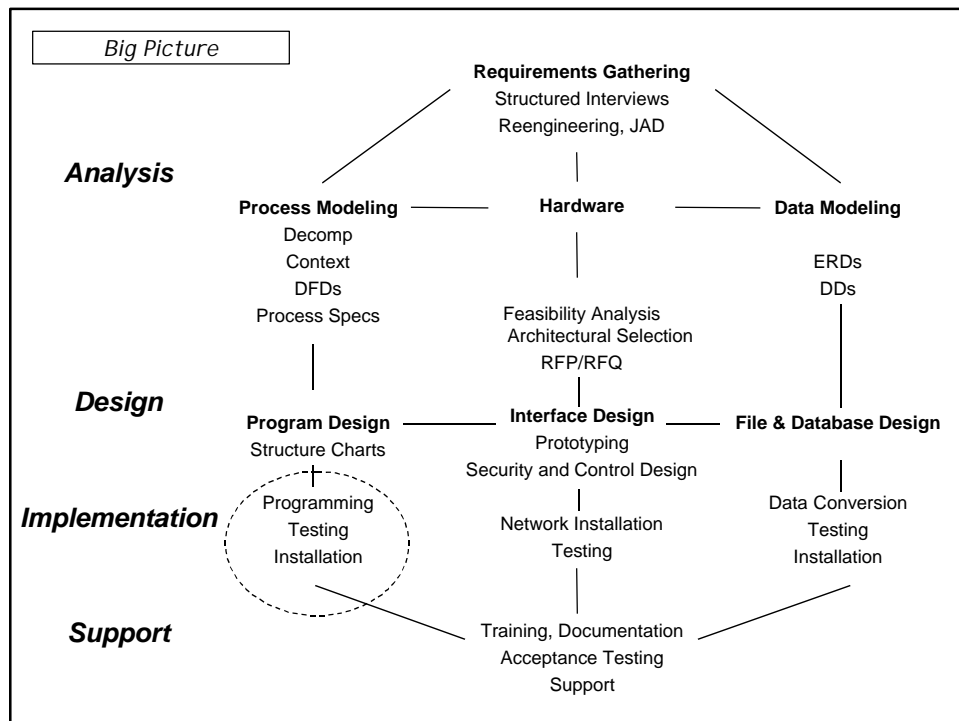 Big Picture
Requirements Gathering
Structured Interviews
Reengineering, JAD
Analysis
Process Modeling
Hardware
Data Modeling
Decomp
Context
DFDs
Process Specs
ERDs
DDs
Feasibility Analysis
Architectural Selection
RFP/RFQ
Design
Program Design
Structure Charts
Interface Design
Prototyping
Security and Control Design
File & Database Design
Implementation
Programming
Testing
Installation
Network Installation
Testing
Data Conversion
Testing
Installation
Support
Training, Documentation
Acceptance Testing
Support